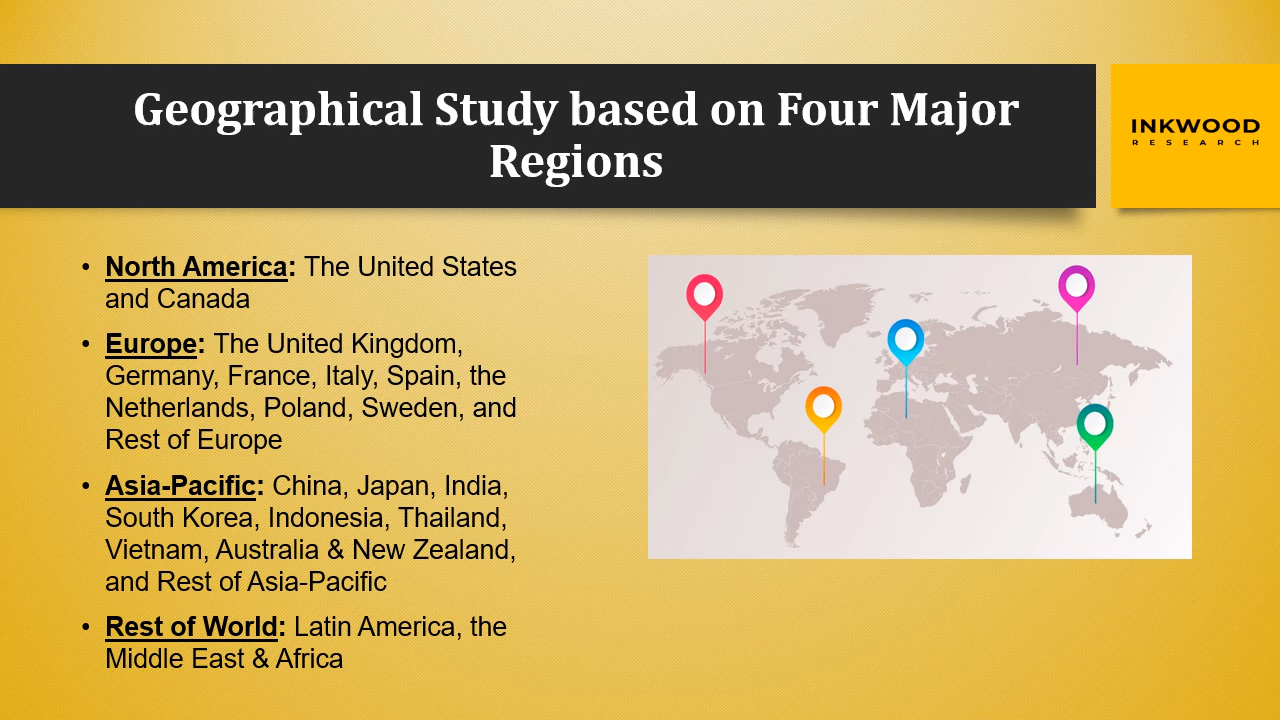 Geographical Study based on Four Major
Regions
INKWOOD
RESEARCH
• North America: The United States
and Canada
• Europe: The United Kingdom,
Germany, France, Italy, Spain, the
Netherlands, Poland, Sweden, and
Rest of Europe
• Asia-Pacific: China, Japan, India,
South Korea, Indonesia, Thailand,
Vietnam, Australia & New Zealand,
and Rest of Asia-Pacific
• Rest of World: Latin America, the
Middle East & Africa